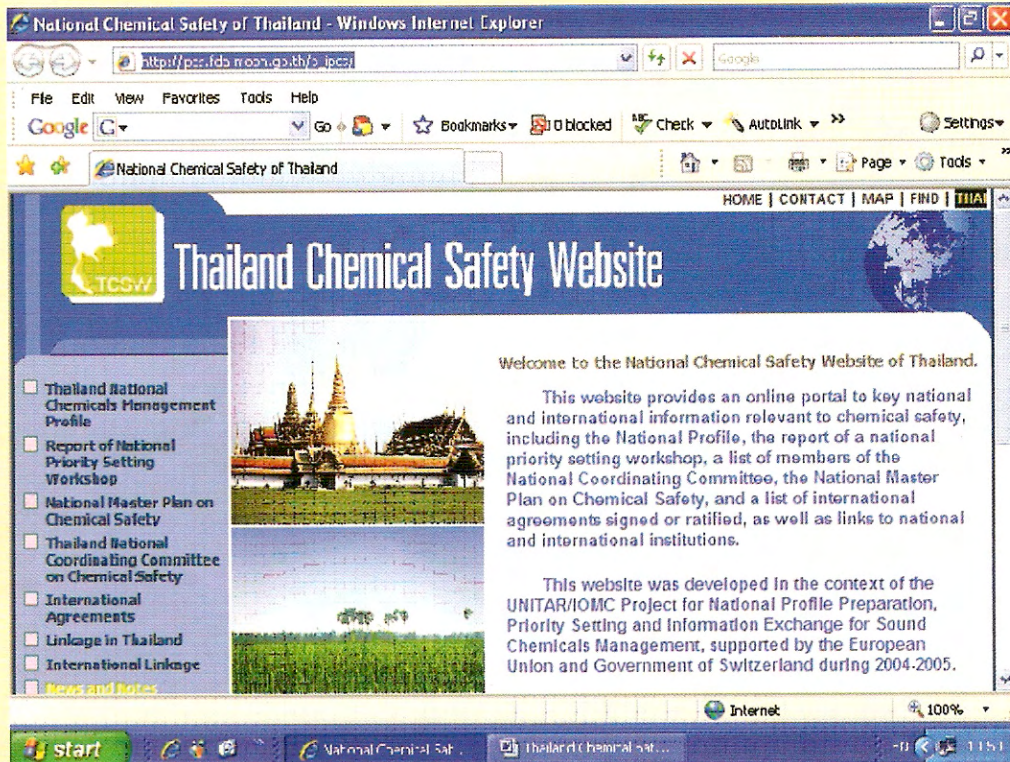 National Chemical Safety of Thailand - Windows Internet Explorer
Google
File Edit View Favorites Tools Help
Google G Go Bookmarks 0 blocked ABC Check AutoLink >> Settings
National Chemical Safety of Thailand Page Tools >>
HOME | CONTACT | MAP | FIND | THAI
TCSW
Thailand Chemical Safety Website
Thailand National
Chemicals Management
Profile
Report of National
Priority Setting
Workshop
National Master Plan on
Chemical Safety
Thailand National
Coordinating Committee
on Chemical Safety
International
Agreements
Linkage in Thailand
International Linkage
News and Notes
Welcome to the National Chemical Safety Website of Thailand.
This website provides an online portal to key national
and international information relevant to chemical safety,
including the National Profile, the report of a national
priority setting workshop, a list of members of the
National Coordinating Committee, the National Master
Plan on Chemical Safety, and a list of international
agreements signed or ratified, as well as links to national
and international institutions.
This website was developed in the context of the
UNITAR/IOMC Project for National Profile Preparation,
Priority Setting and Information Exchange for Sound
Chemicals Management, supported by the European
Union and Government of Switzerland during 2004-2005.
Internet 100%
start National Chemical Saf... Thailand Chemical Saf...